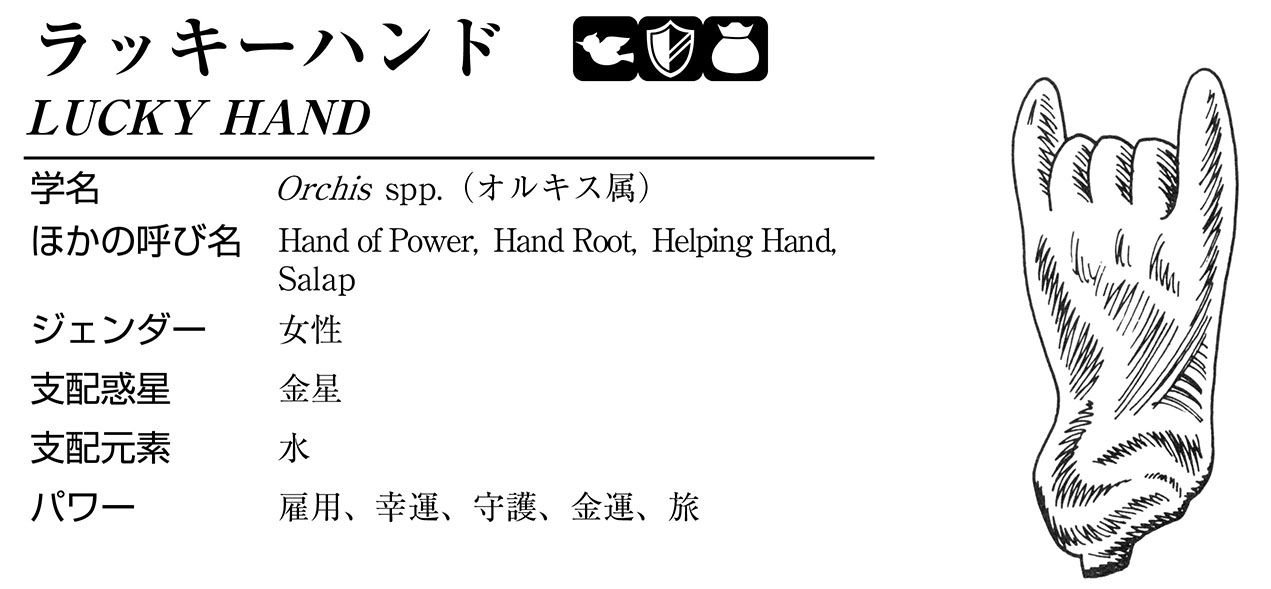 ラッキーハンド
LUCKY HAND
学名 Orchis spp.（オルキス属）
ほかの呼び名 Hand of Power, Hand Root, Helping Hand,
Salap
ジェンダー 女性
支配惑星 金星
支配元素 水
パワー 雇用、幸運、守護、金運、旅